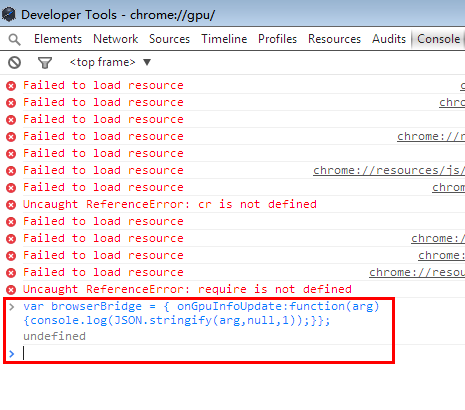 Developer Tools - chrome://gpu/
Elements Network Sources Timeline Profiles Resources Audits Console
<top frame> ▼
Failed to load resource c
Failed to load resource chro
Failed to load resource
Failed to load resource chrome://r
Failed to load resource
Failed to load resource chrome://resources/js/
Failed to load resource chro
Uncaught ReferenceError: cr is not defined
Failed to load resource
Failed to load resource chrome:/
Failed to load resource chrome:/
Failed to load resource chrome://resou
Uncaught ReferenceError: require is not defined
> var browserBridge = { onGpuInfoUpdate:function(arg)
{console.log(JSON.stringify(arg,null,1));}};
undefined
>